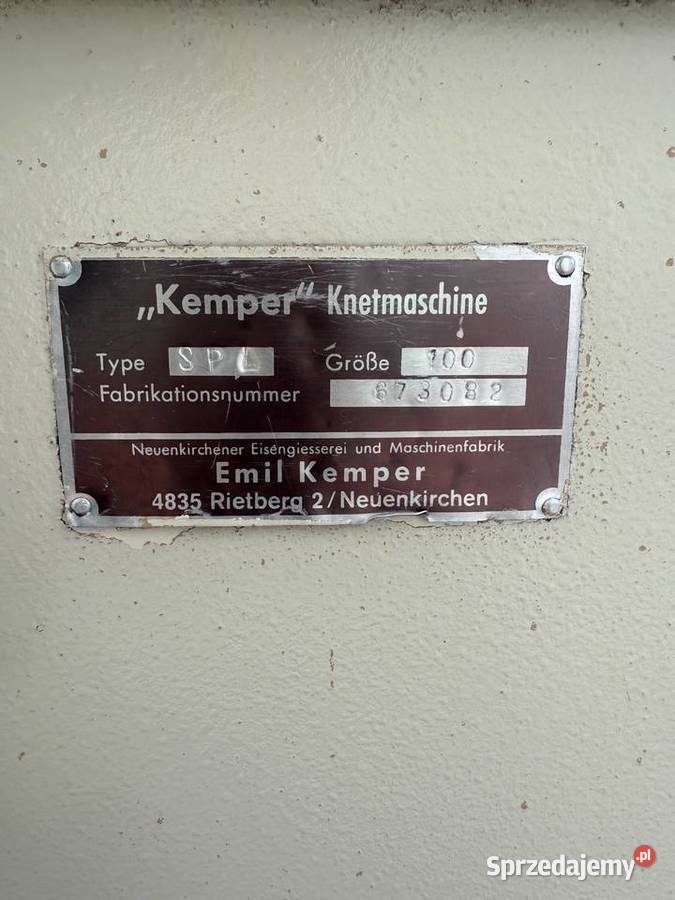 „Kemper" Knetmaschine
Type SPL Größe 100
Fabrikationsnummer 673082
Neuenkirchener Eisengiesserei und Maschinenfabrik
Emil Kemper
4835 Rietberg 2/Neuenkirchen
Sprzedajemy.pl